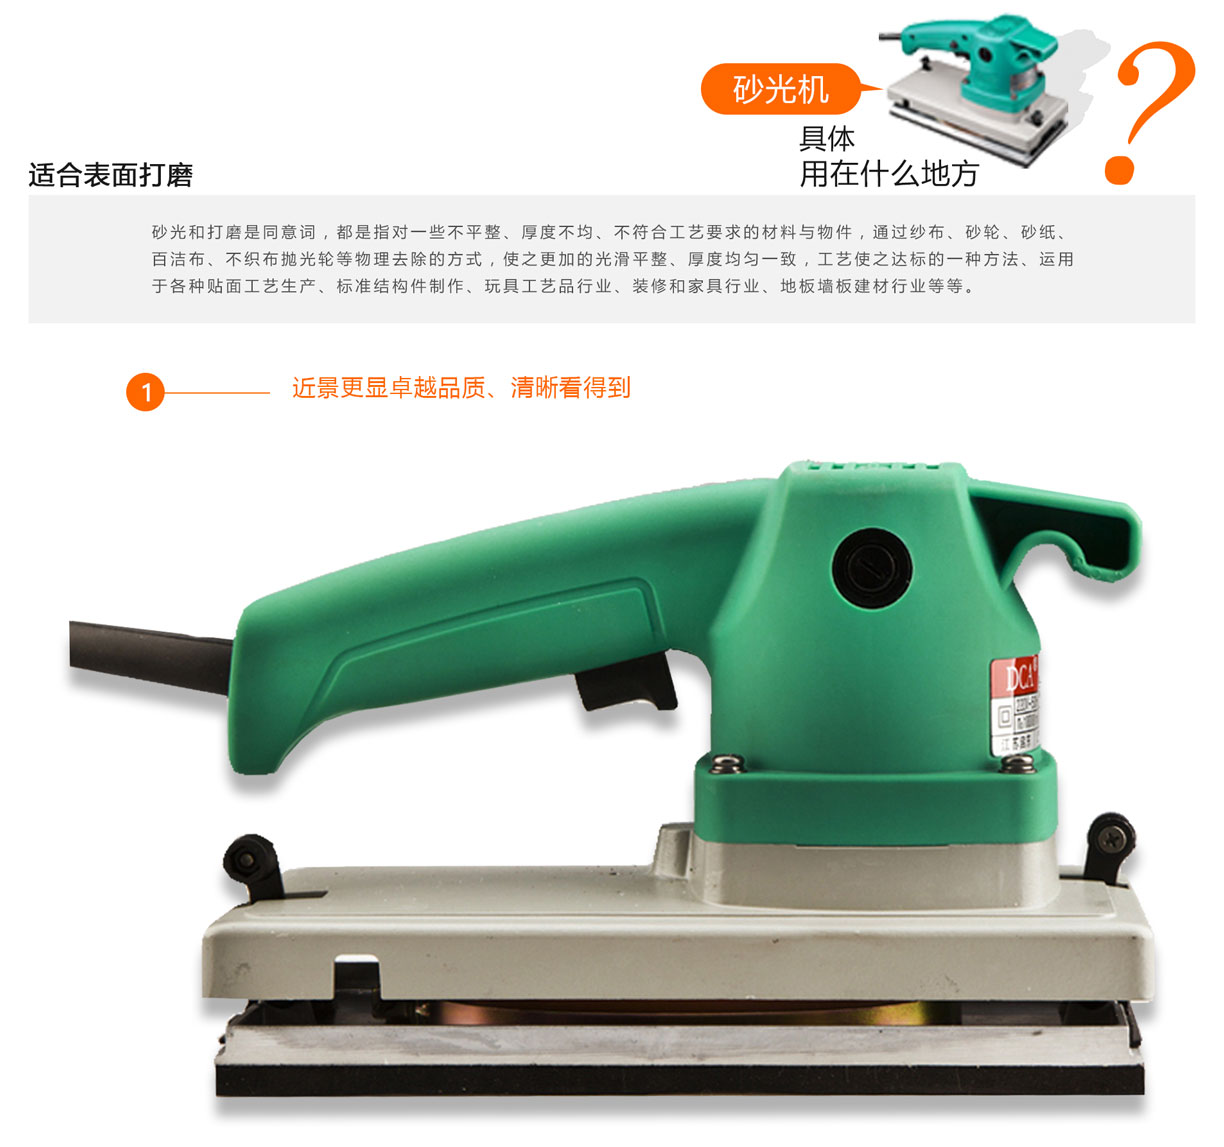 砂光机
具体
用在什么地方
?
适合表面打磨
砂光和打磨是同意词，都是指对一些不平整、厚度不均、不符合工艺要求的材料与物件，通过纱布、砂轮、砂纸、
百洁布、不织布抛光轮等物理去除的方式，使之更加的光滑平整、厚度均匀一致，工艺使之达标的一种方法、运用
于各种贴面工艺生产、标准结构件制作、玩具工艺品行业、装修和家具行业、地板墙板建材行业等等。
1 近景更显卓越品质、清晰看得到
DCA
江苏